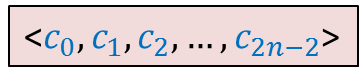 <c₀, c₁, c₂, ..., c₂ₙ₋₂>